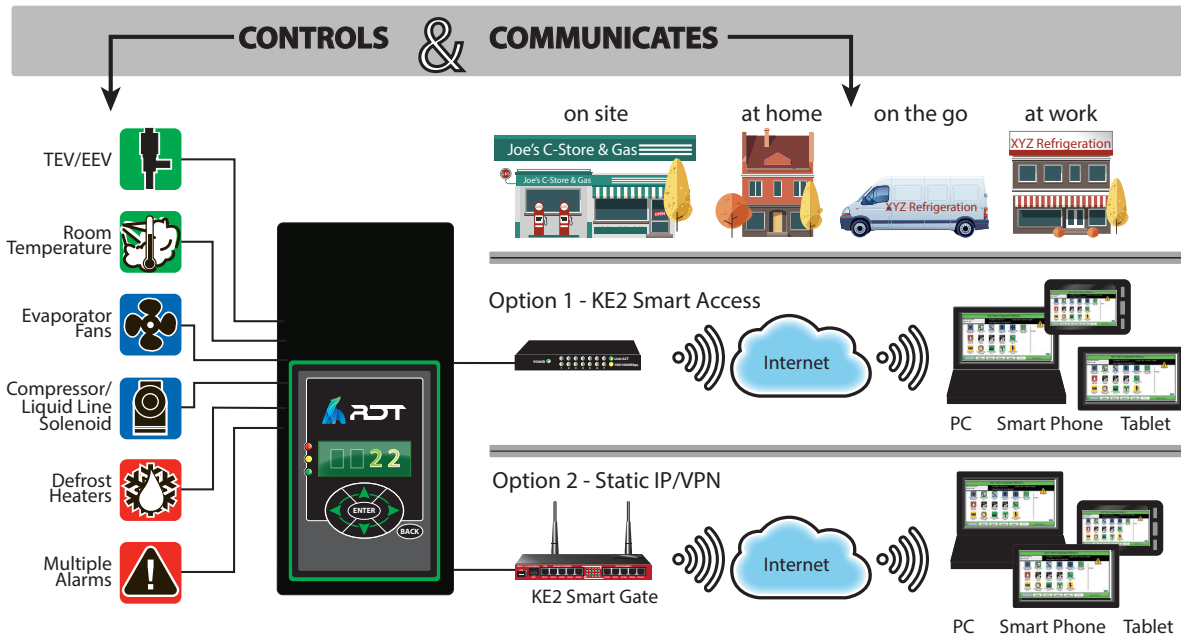 CONTROLS & COMMUNICATES
on site
at home
on the go
at work
Joe's C-Store & Gas
Joe's C-Store & Gas
XYZ Refrigeration
XYZ Refrigeration
TEV/EEV
Room
Temperature
Evaporator
Fans
Compressor/
Liquid Line
Solenoid
Defrost
Heaters
Multiple
Alarms
RDT
22
ENTER
BACK
Option 1 - KE2 Smart Access
POWER
Internet
PC Smart Phone Tablet
Option 2 - Static IP/VPN
KE2 Smart Gate
Internet
PC Smart Phone Tablet